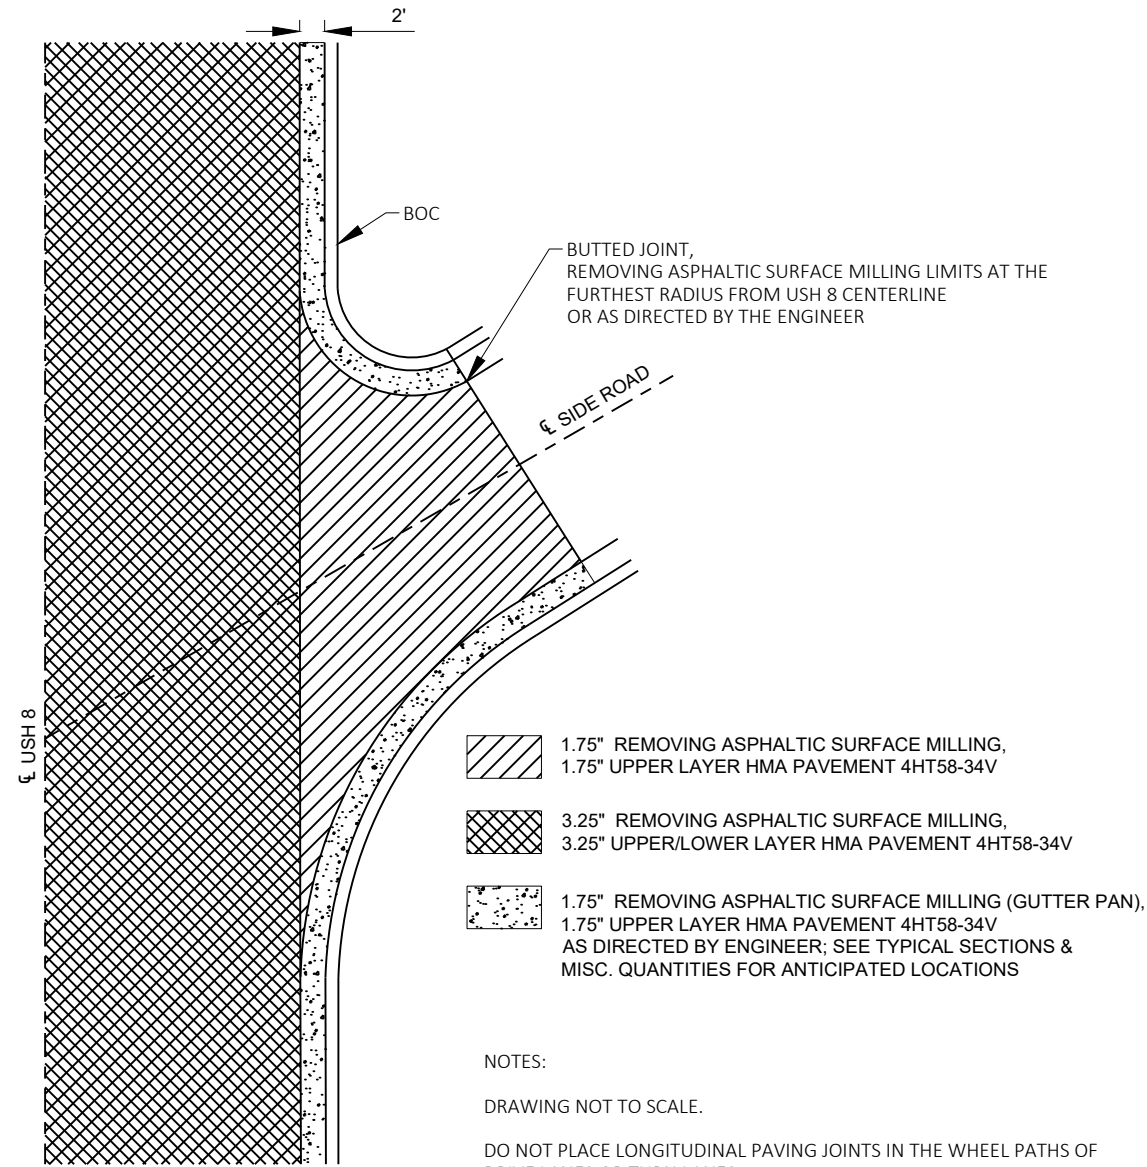 2'
BOC
BUTTED JOINT,
REMOVING ASPHALTIC SURFACE MILLING LIMITS AT THE
FURTHEST RADIUS FROM USH 8 CENTERLINE
OR AS DIRECTED BY THE ENGINEER
℄ SIDE ROAD
℄ USH 8
1.75" REMOVING ASPHALTIC SURFACE MILLING,
1.75" UPPER LAYER HMA PAVEMENT 4HT58-34V
3.25" REMOVING ASPHALTIC SURFACE MILLING,
3.25" UPPER/LOWER LAYER HMA PAVEMENT 4HT58-34V
1.75" REMOVING ASPHALTIC SURFACE MILLING (GUTTER PAN),
1.75" UPPER LAYER HMA PAVEMENT 4HT58-34V
AS DIRECTED BY ENGINEER; SEE TYPICAL SECTIONS &
MISC. QUANTITIES FOR ANTICIPATED LOCATIONS
NOTES:
DRAWING NOT TO SCALE.
DO NOT PLACE LONGITUDINAL PAVING JOINTS IN THE WHEEL PATHS OF